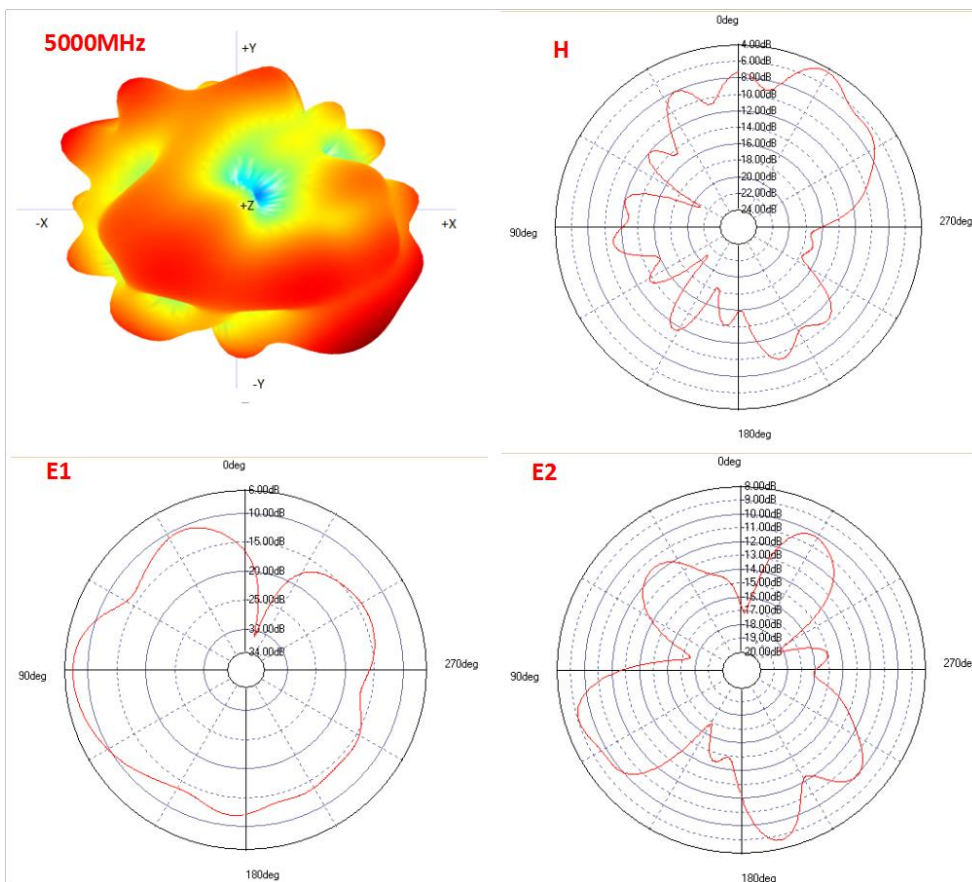 5000MHz
+Y
+Z
-X
+X
-Y
H
0deg
4.00dB
6.00dB
8.00dB
10.00dB
12.00dB
14.00dB
16.00dB
18.00dB
20.00dB
22.00dB
24.00dB
90deg
270deg
180deg
E1
0deg
6.00dB
10.00dB
15.00dB
20.00dB
25.00dB
30.00dB
34.00dB
90deg
270deg
180deg
E2
0deg
8.00dB
9.00dB
10.00dB
11.00dB
12.00dB
13.00dB
14.00dB
15.00dB
16.00dB
17.00dB
18.00dB
19.00dB
20.00dB
90deg
270deg
180deg